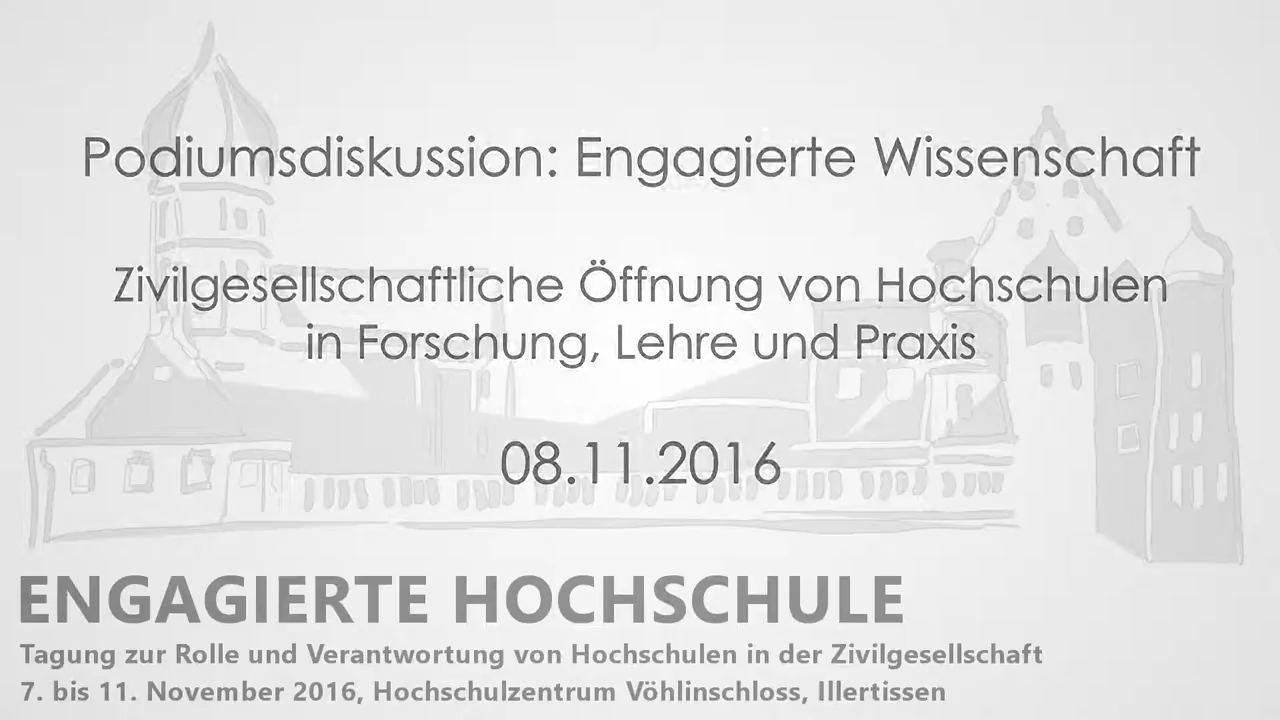 Podiumsdiskussion: Engagierte Wissenschaft
Zivilgesellschaftliche Öffnung von Hochschulen
in Forschung, Lehre und Praxis
08.11.2016
ENGAGIERTE HOCHSCHULE
Tagung zur Rolle und Verantwortung von Hochschulen in der Zivilgesellschaft
7. bis 11. November 2016, Hochschulzentrum Vöhlinschloss, Illertissen